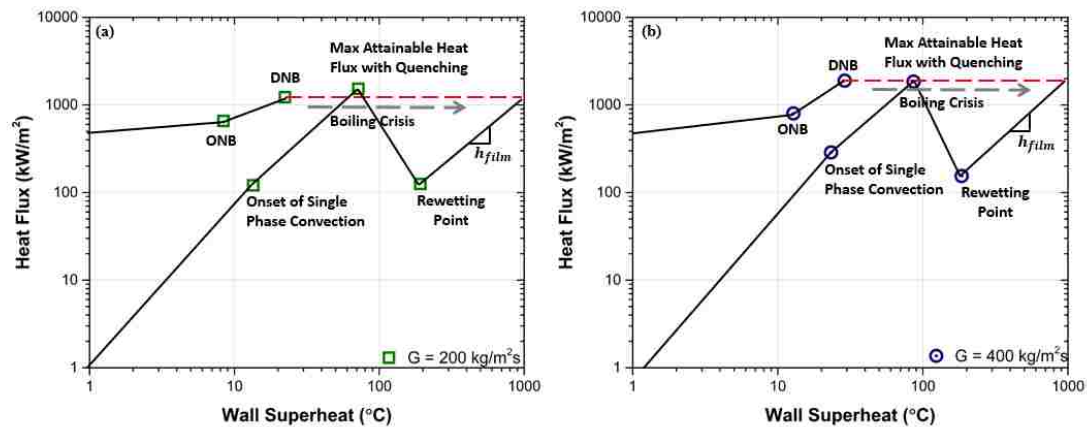 (a)
10000
1000
100
10
1
Heat Flux (kW/m²)
Max Attainable Heat
Flux with Quenching
DNB
Boiling Crisis
ONB
h_film
Onset of Single
Phase Convection
Rewetting
Point
G = 200 kg/m²s
1
10
100
1000
Wall Superheat (°C)
(b)
10000
1000
100
10
1
Heat Flux (kW/m²)
Max Attainable Heat
Flux with Quenching
DNB
Boiling Crisis
ONB
h_film
Onset of Single
Phase Convection
Rewetting
Point
G = 400 kg/m²s
1
10
100
1000
Wall Superheat (°C)